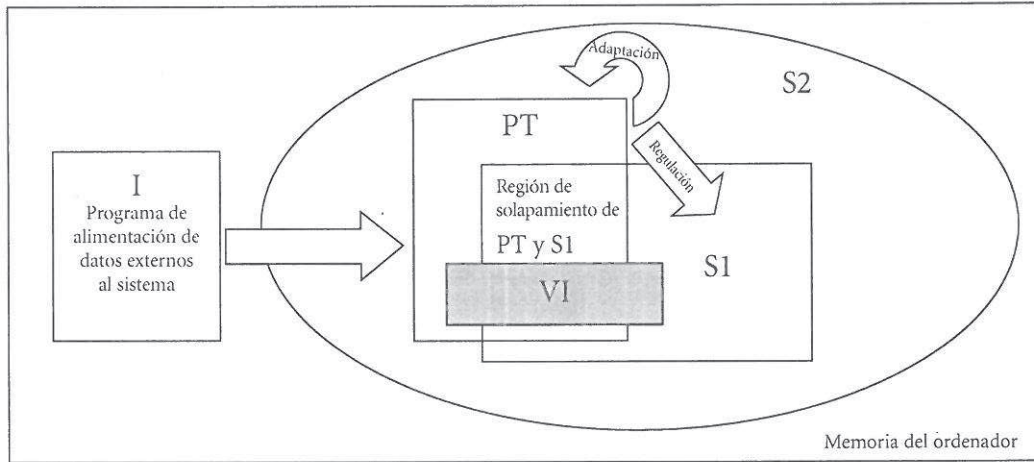 Adaptación
S2
PT
Regulación
I
Programa de
alimentación de
datos externos
al sistema
Región de
solapamiento de
PT y S1
S1
VI
Memoria del ordenador